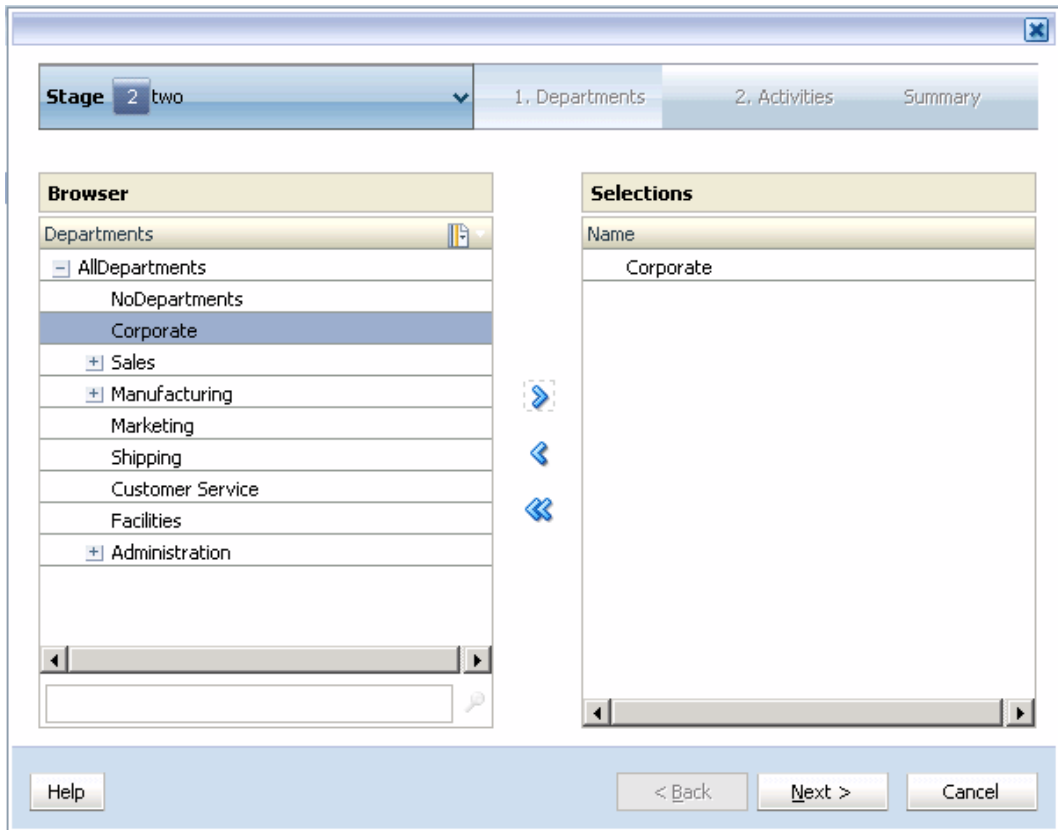 Stage 2 two
1. Departments
2. Activities
Summary
Browser
Departments
AllDepartments
NoDepartments
Corporate
Sales
Manufacturing
Marketing
Shipping
Customer Service
Facilities
Administration
Selections
Name
Corporate
Help
< Back
Next >
Cancel